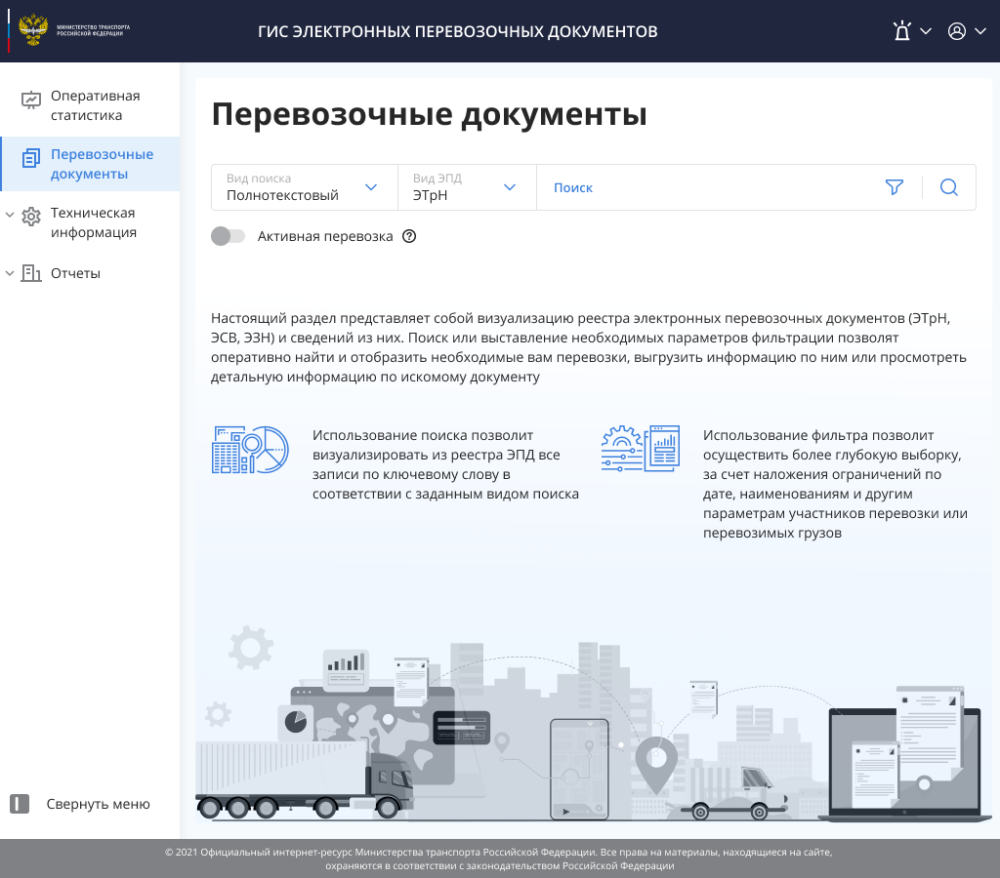 МИНИСТЕРСТВО ТРАНСПОРТА
РОССИЙСКОЙ ФЕДЕРАЦИИ
ГИС ЭЛЕКТРОННЫХ ПЕРЕВОЗОЧНЫХ ДОКУМЕНТОВ
Оперативная
статистика
Перевозочные
документы
Техническая
информация
Отчеты
Свернуть меню
Перевозочные документы
Вид поиска
Полнотекстовый
Вид ЭПД
ЭТрН
Поиск
Активная перевозка
Настоящий раздел представляет собой визуализацию реестра электронных перевозочных документов (ЭТрН,
ЭСВ, ЭЗН) и сведений из них. Поиск или выставление необходимых параметров фильтрации позволят
оперативно найти и отобразить необходимые вам перевозки, выгрузить информацию по ним или просмотреть
детальную информацию по искомому документу
Использование поиска позволит
визуализировать из реестра ЭПД все
записи по ключевому слову в
соответствии с заданным видом поиска
Использование фильтра позволит
осуществить более глубокую выборку,
за счет наложения ограничений по
дате, наименованиям и другим
параметрам участников перевозки или
перевозимых грузов
© 2021 Официальный интернет-ресурс Министерства транспорта Российской Федерации. Все права на материалы, находящиеся на сайте,
охраняются в соответствии с законодательством Российской Федерации